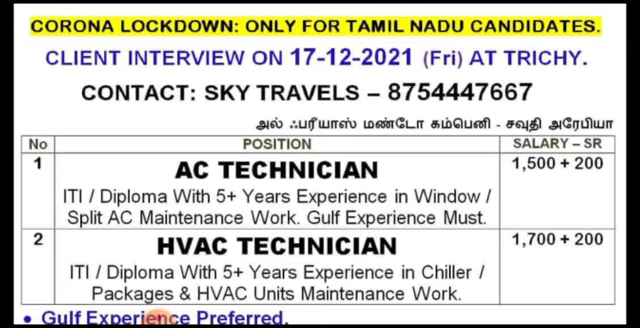 CORONA LOCKDOWN: ONLY FOR TAMIL NADU CANDIDATES.
CLIENT INTERVIEW ON 17-12-2021 (Fri) AT TRICHY.
CONTACT: SKY TRAVELS – 8754447667
அல் ஃபரீயாஸ் மண்டோ கம்பெனி - சவுதி அரேபியா
No POSITION SALARY – SR
1 AC TECHNICIAN 1,500 + 200
ITI / Diploma With 5+ Years Experience in Window /
Split AC Maintenance Work. Gulf Experience Must.
2 HVAC TECHNICIAN 1,700 + 200
ITI / Diploma With 5+ Years Experience in Chiller /
Packages & HVAC Units Maintenance Work.
• Gulf Experience Preferred.